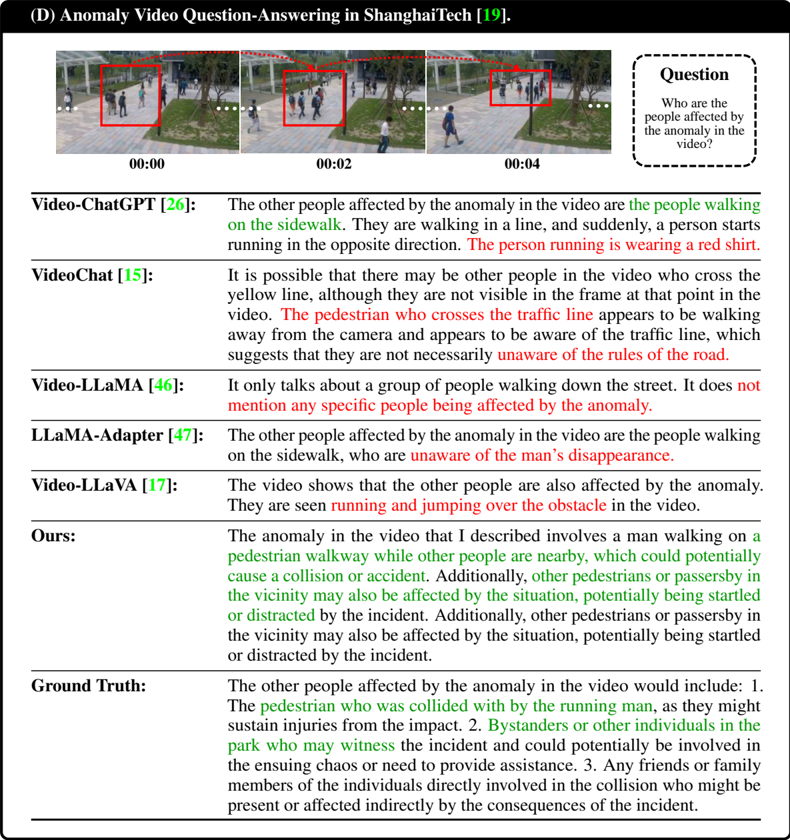 (D) Anomaly Video Question-Answering in ShanghaiTech [19].
00:00
00:02
00:04
Question
Who are the
people affected by
the anomaly in the
video?
Video-ChatGPT [26]:
The other people affected by the anomaly in the video are the people walking
on the sidewalk. They are walking in a line, and suddenly, a person starts
running in the opposite direction. The person running is wearing a red shirt.
VideoChat [15]:
It is possible that there may be other people in the video who cross the
yellow line, although they are not visible in the frame at that point in the
video. The pedestrian who crosses the traffic line appears to be walking
away from the camera and appears to be aware of the traffic line, which
suggests that they are not necessarily unaware of the rules of the road.
Video-LLaMA [46]:
It only talks about a group of people walking down the street. It does not
mention any specific people being affected by the anomaly.
LLaMA-Adapter [47]:
The other people affected by the anomaly in the video are the people walking
on the sidewalk, who are unaware of the man's disappearance.
Video-LLaVA [17]:
The video shows that the other people are also affected by the anomaly.
They are seen running and jumping over the obstacle in the video.
Ours:
The anomaly in the video that I described involves a man walking on a
pedestrian walkway while other people are nearby, which could potentially
cause a collision or accident. Additionally, other pedestrians or passersby in
the vicinity may also be affected by the situation, potentially being startled
or distracted by the incident. Additionally, other pedestrians or passersby in
the vicinity may also be affected by the situation, potentially being startled
or distracted by the incident.
Ground Truth:
The other people affected by the anomaly in the video would include: 1.
The pedestrian who was collided with by the running man, as they might
sustain injuries from the impact. 2. Bystanders or other individuals in the
park who may witness the incident and could potentially be involved in
the ensuing chaos or need to provide assistance. 3. Any friends or family
members of the individuals directly involved in the collision who might be
present or affected indirectly by the consequences of the incident.